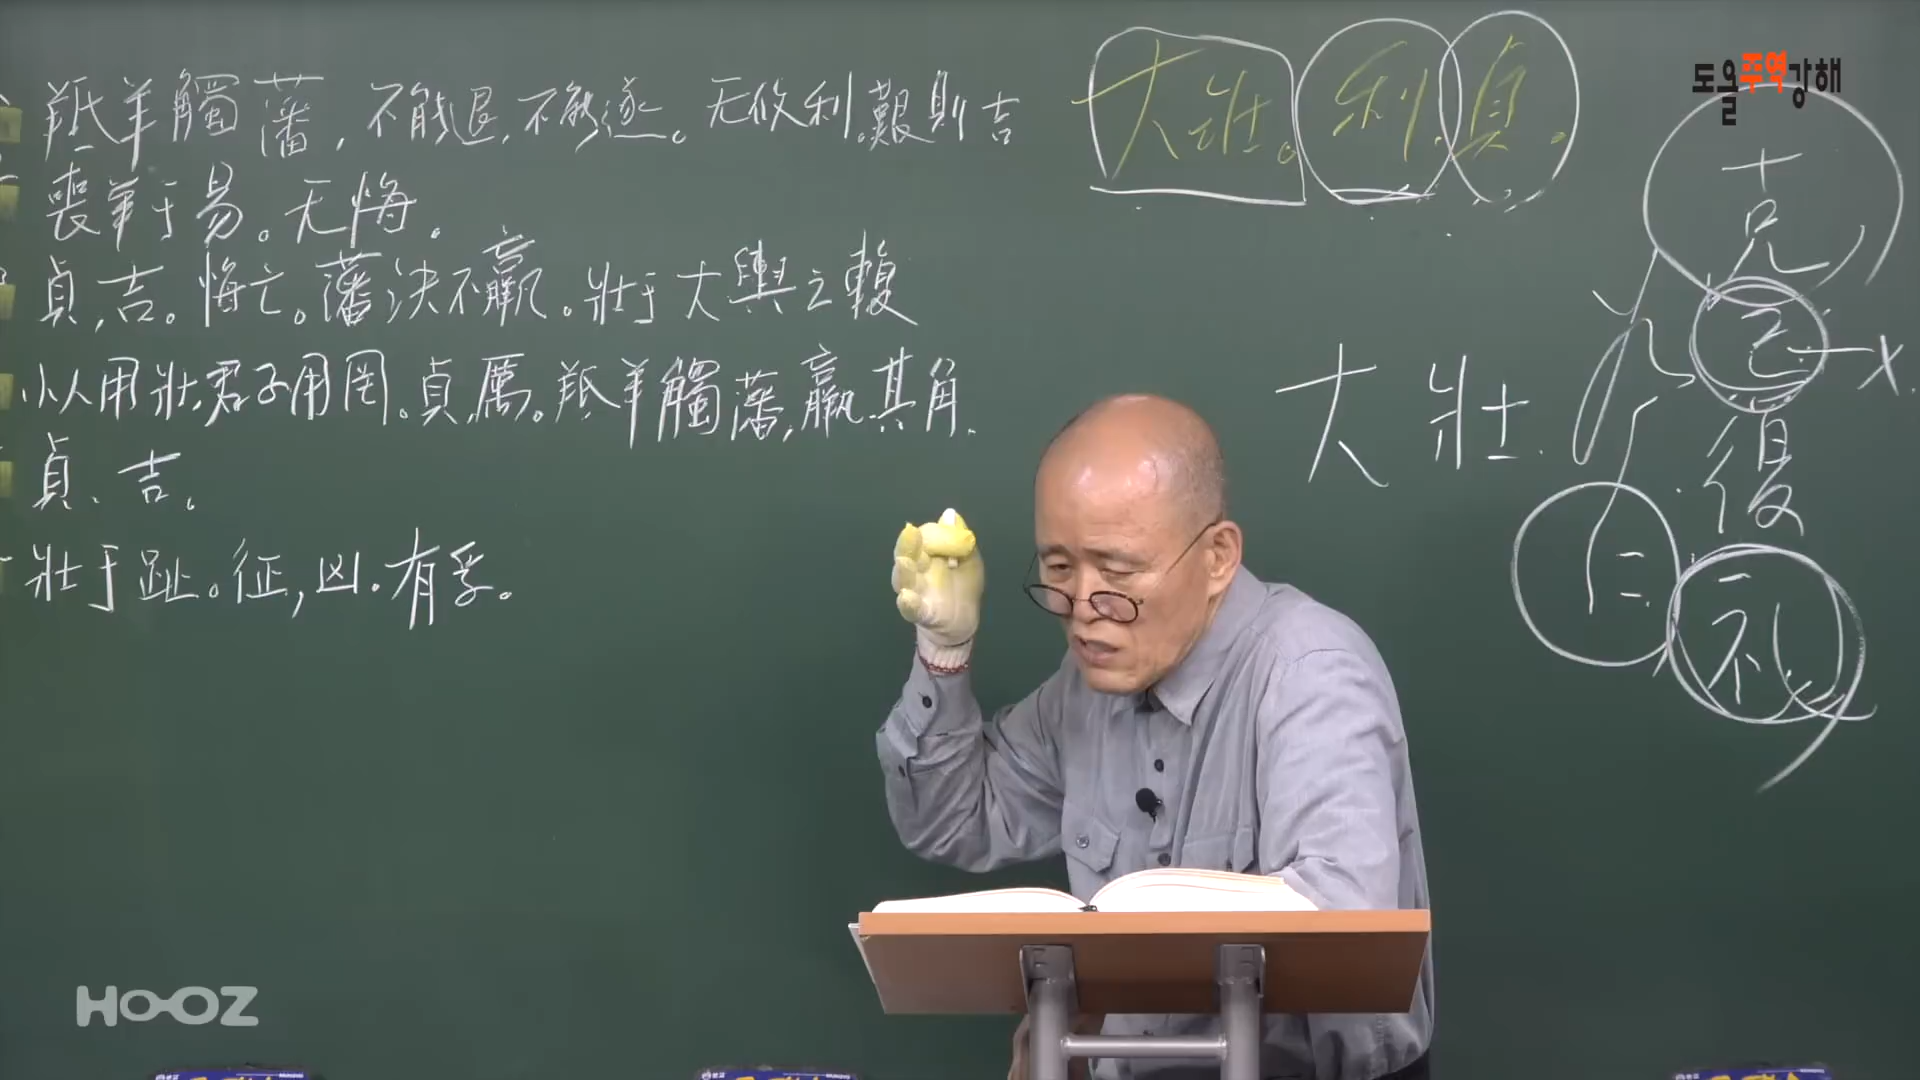 羝羊觸藩, 不能退, 不能遂。无攸利。艱則吉
喪羊于易。无悔。
貞, 吉。悔亡。藩決不羸。壯于大輿之輹
小人用壯, 君子用罔。貞, 厲。羝羊觸藩, 羸其角.
貞、吉。
壯于趾。征, 凶. 有孚。
大壯。利. 貞.
大壯.
克
己
X
復
礼
為
仁
도올주역강해
HOOZ